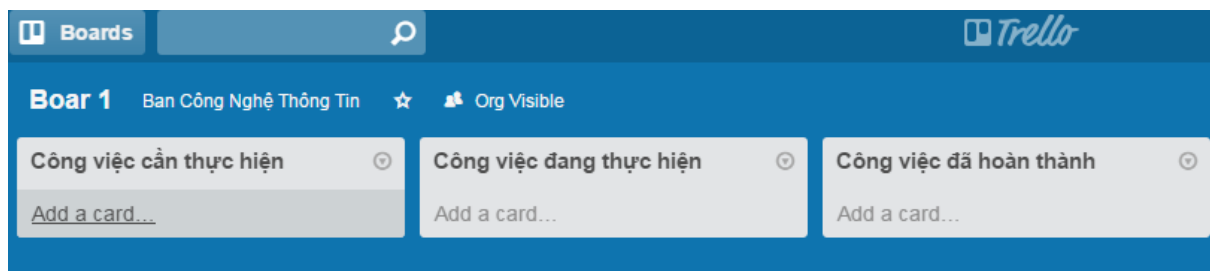 Boards
Trello
Boar 1 Ban Công Nghệ Thông Tin Org Visible
Công việc cần thực hiện Công việc đang thực hiện Công việc đã hoàn thành
Add a card... Add a card... Add a card...